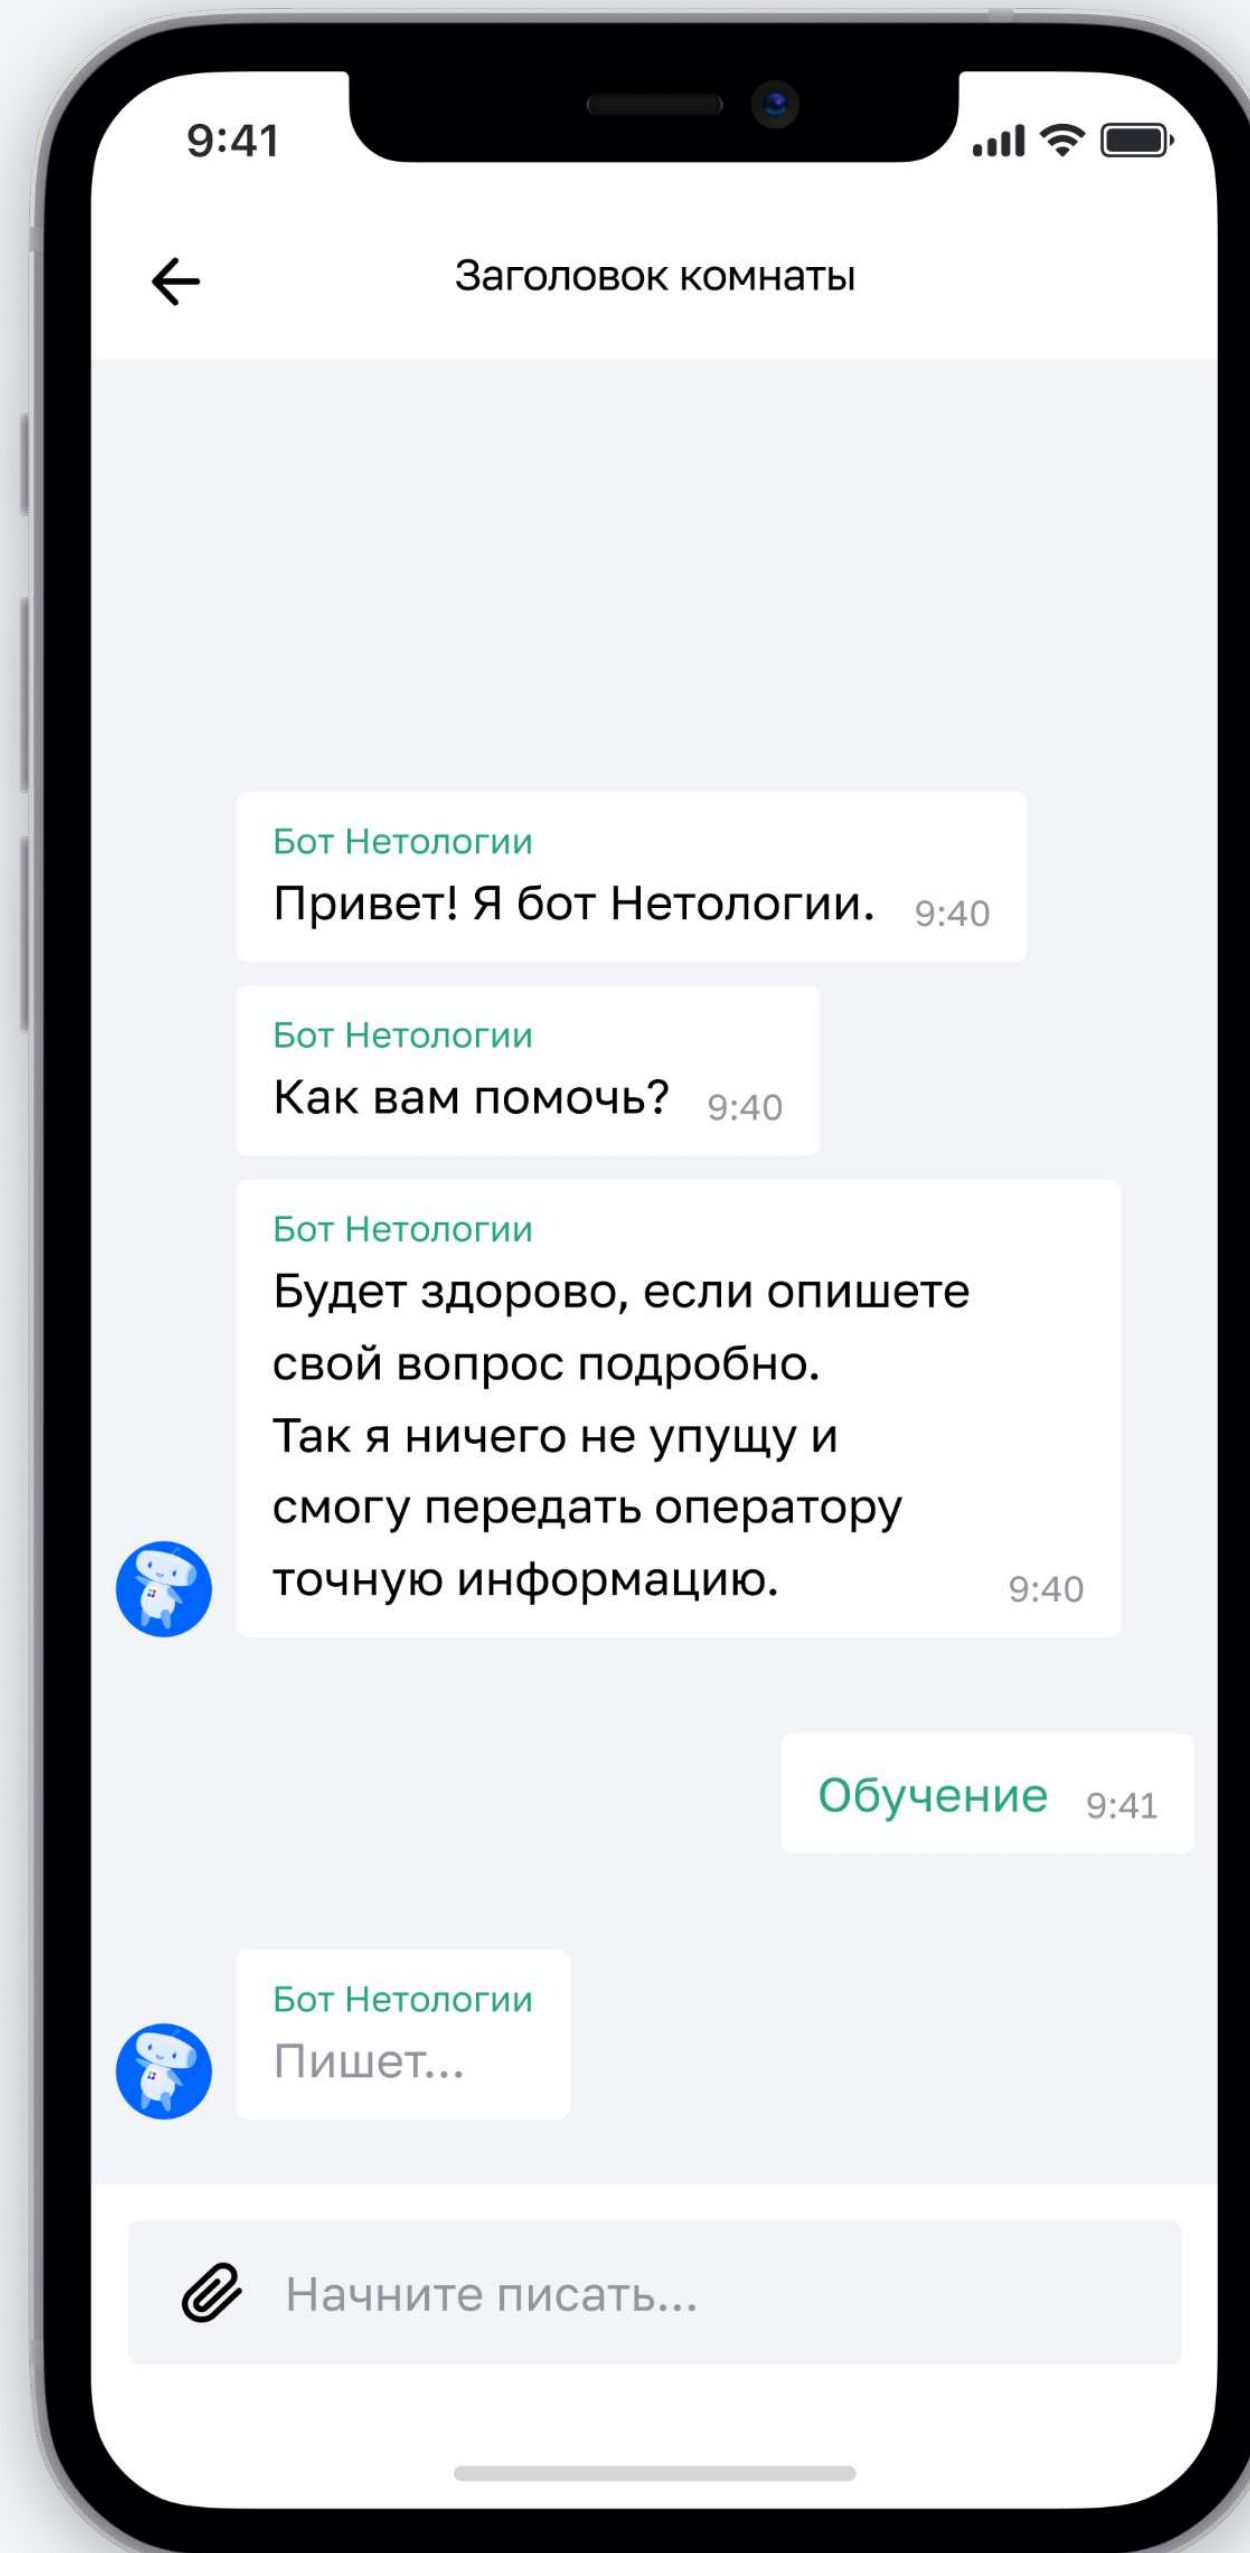 9:41
Заголовок комнаты
Бот Нетологии
Привет! Я бот Нетологии. 9:40
Бот Нетологии
Как вам помочь? 9:40
Бот Нетологии
Будет здорово, если опишете
свой вопрос подробно.
Так я ничего не упущу и
смогу передать оператору
точную информацию. 9:40
Обучение 9:41
Бот Нетологии
Пишет...
Начните писать...